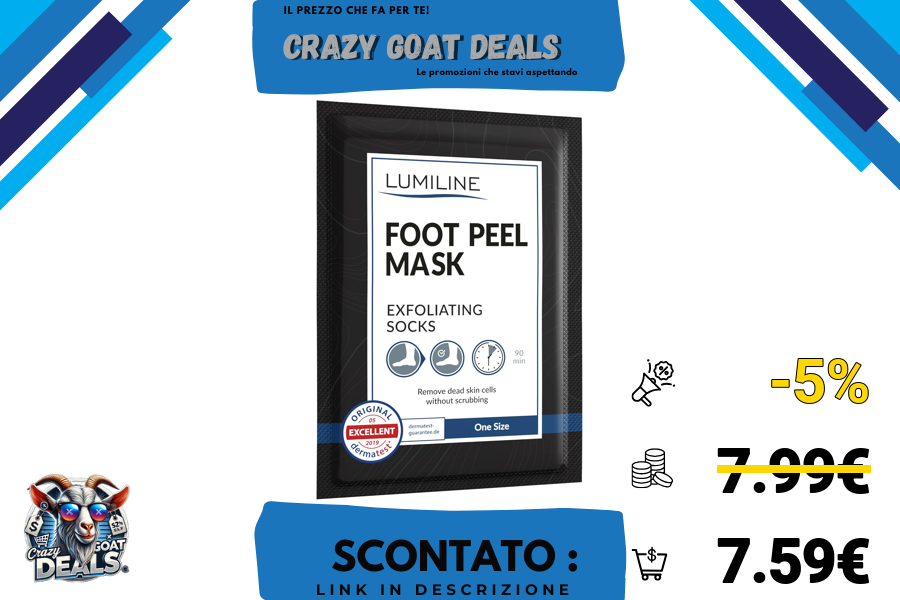 IL PREZZO CHE FA PER TE!
CRAZY GOAT DEALS
Le promozioni che stavi aspettando
LUMILINE
FOOT PEEL
MASK
EXFOLIATING
SOCKS
90
min
Remove dead skin cells
without scrubbing
ORIGINAL
05
EXCELLENT
2019
dermatest
dermatest-
guarantee.de
One Size
-5%
7.99€
7.59€
$
Crazy
GOAT
DEALS
SCONTATO :
LINK IN DESCRIZIONE